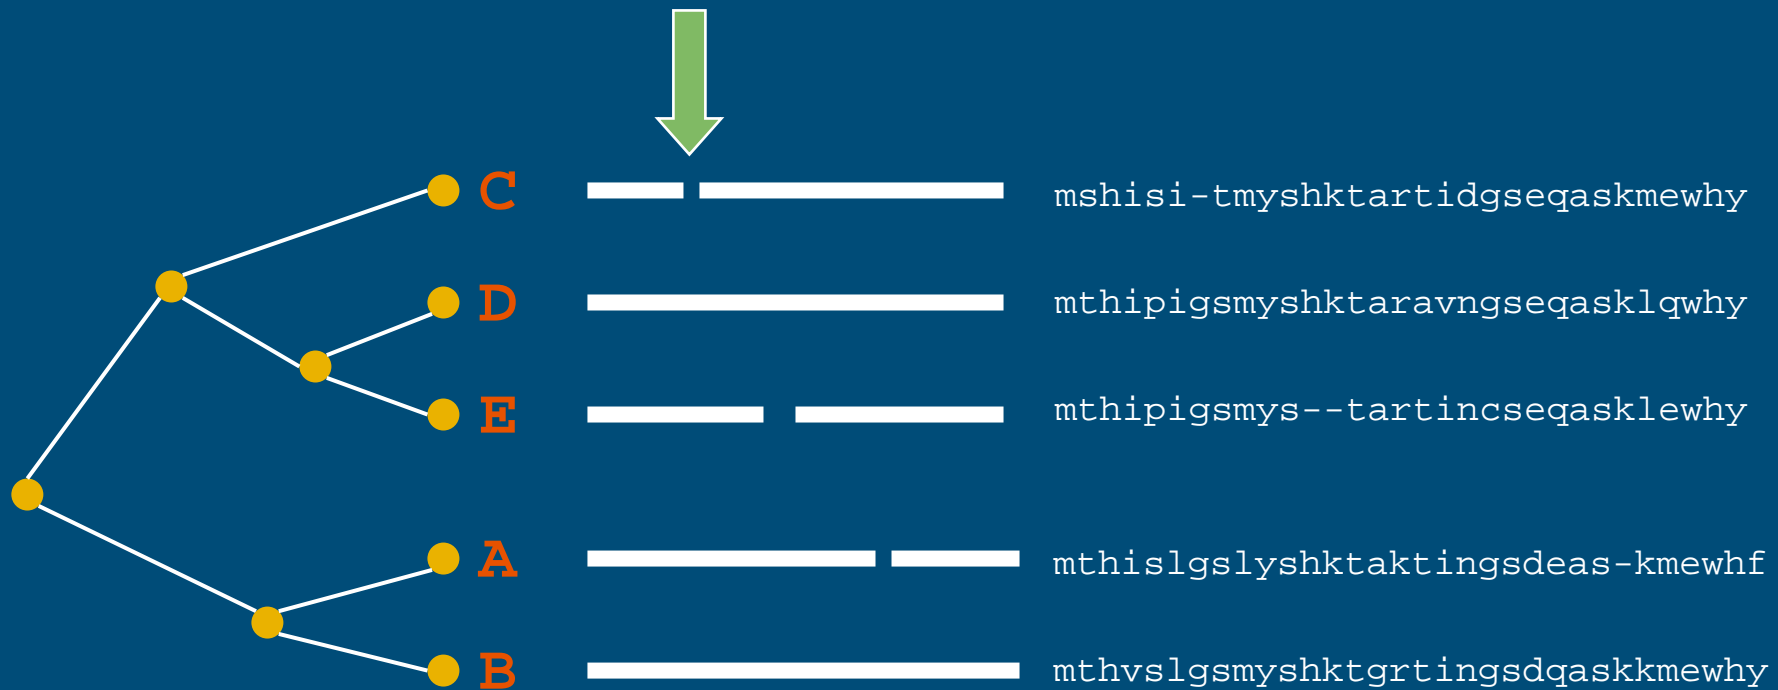 C mshisi-tmyshktartidgseqaskmewhy
D mthipigsmyshktaravngseqasklqwhy
E mthipigsmys--tartincseqasklewhy
A mthislgslyshktaktingsdeas-kmewhf
B mthvslgsmyshktgrtingsdqaskkmewhy